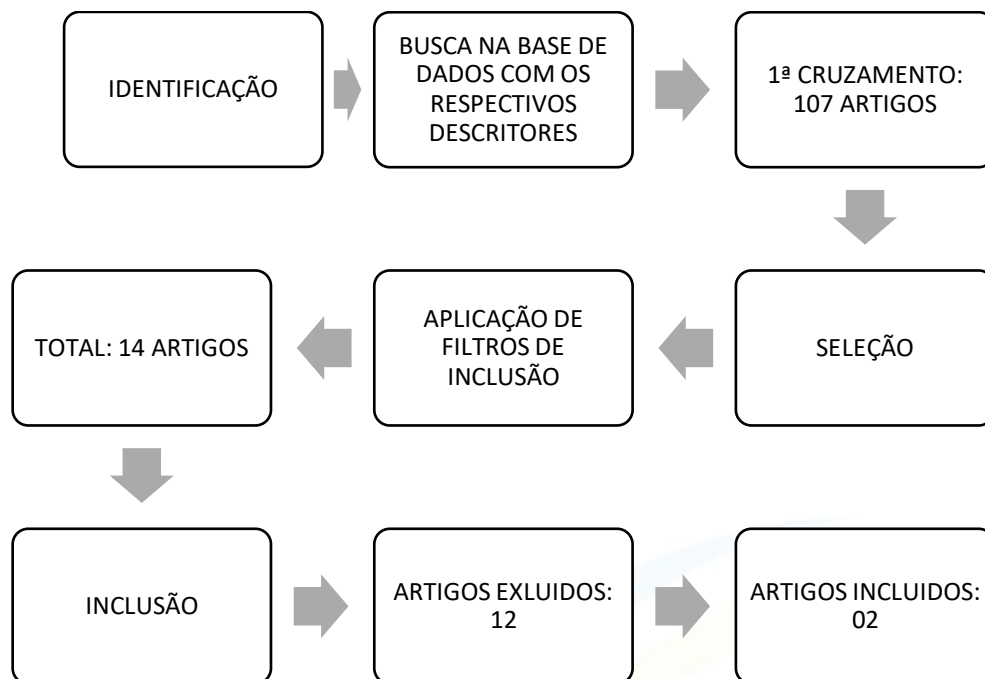 IDENTIFICAÇÃO
BUSCA NA BASE DE
DADOS COM OS
RESPECTIVOS
DESCRITORES
1ª CRUZAMENTO:
107 ARTIGOS
SELEÇÃO
APLICAÇÃO DE
FILTROS DE
INCLUSÃO
TOTAL: 14 ARTIGOS
INCLUSÃO
ARTIGOS EXLUIDOS:
12
ARTIGOS INCLUIDOS:
02